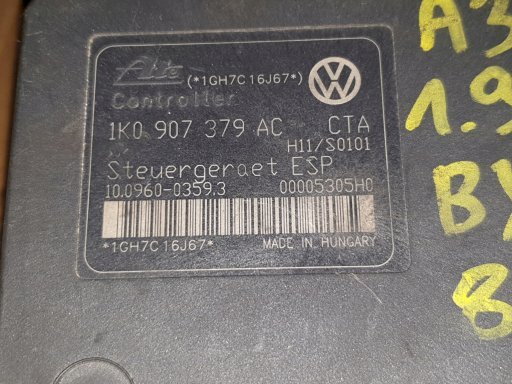 Ate (*1GH7C16J67*)
Controller
1K0 907 379 AC CTA
H11/S0101
Steuergeraet ESP
10.0960-0359.3 00005305H0
*1GH7C16J67* MADE IN HUNGARY
A3
1.9